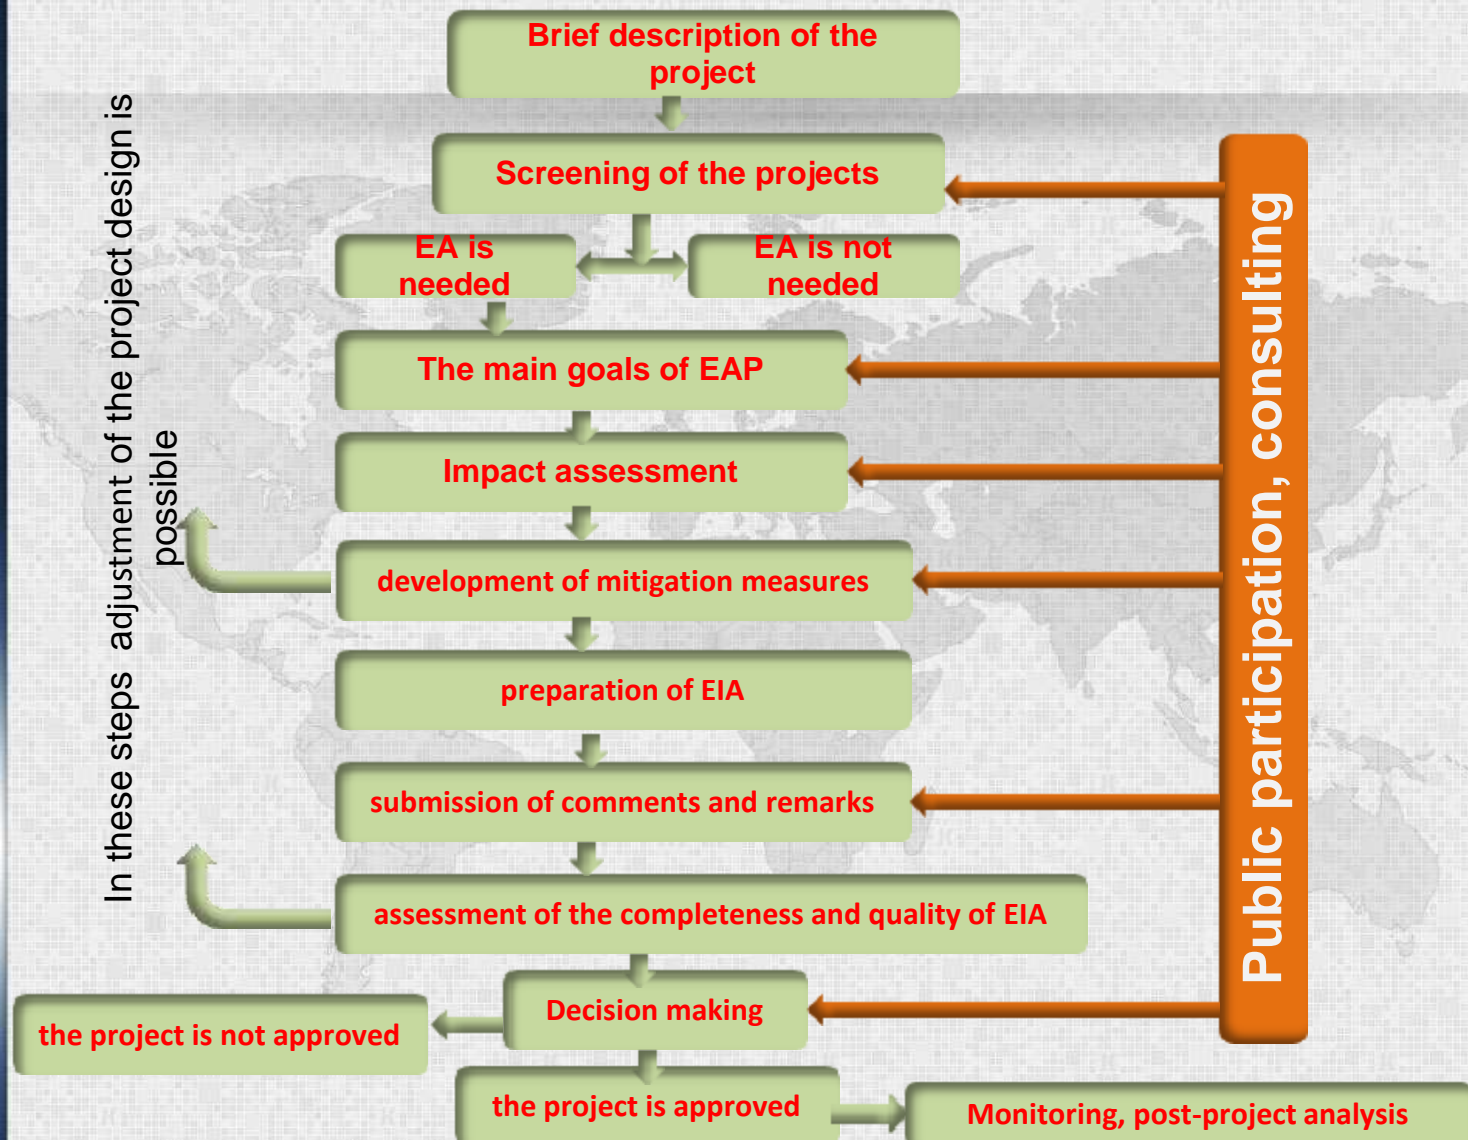 Brief description of the
project
Screening of the projects
EA is
needed
EA is not
needed
The main goals of EAP
Impact assessment
development of mitigation measures
preparation of EIA
submission of comments and remarks
assessment of the completeness and quality of EIA
Decision making
the project is not approved
the project is approved
Monitoring, post-project analysis
In these steps adjustment of the project design is
possible
Public participation, consulting